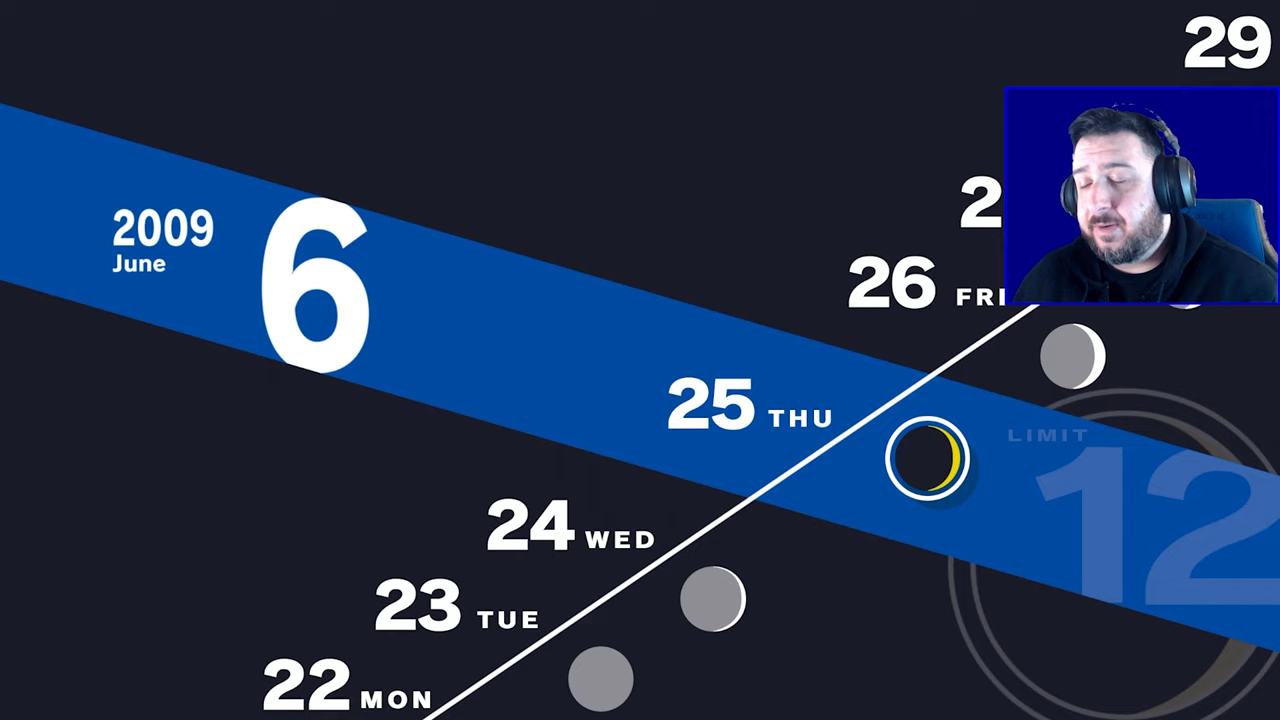 29
2009
June
6
2
26 FRI
25 THU
LIMIT
12
24 WED
23 TUE
22 MON